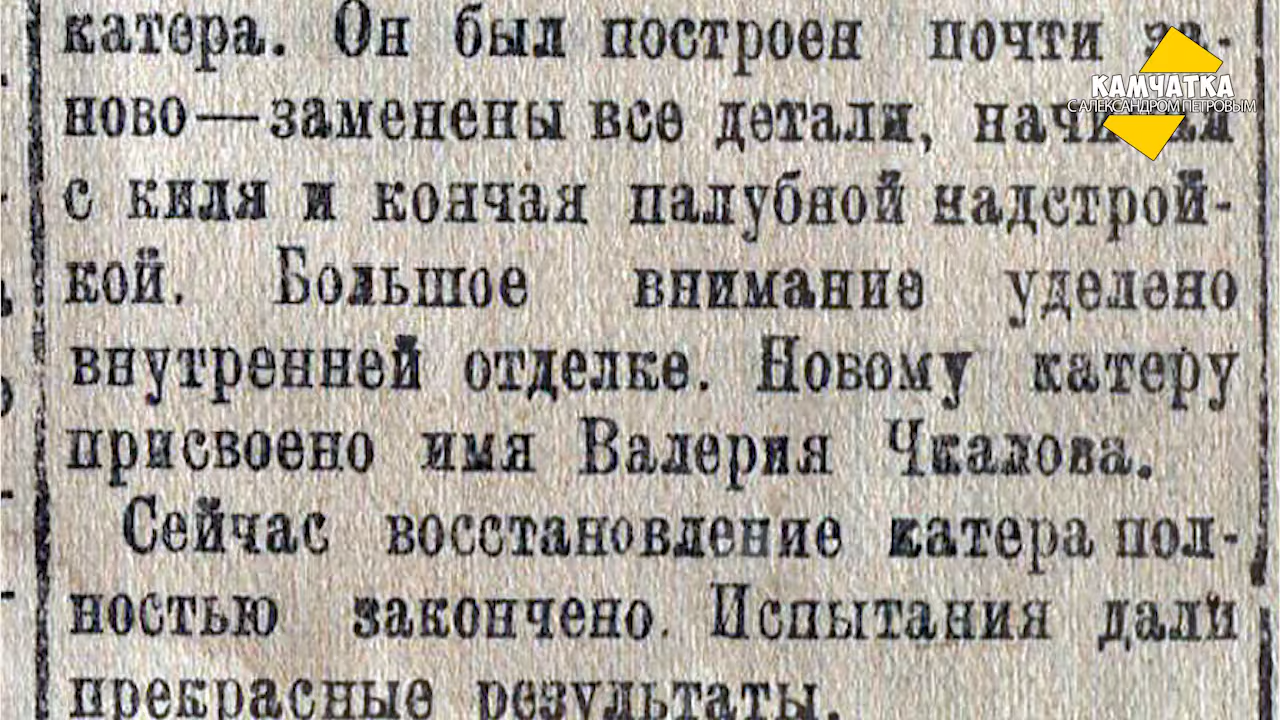 катера. Он был построен почти за-
ново—заменены все детали, начиная
с киля и кончая палубной надстрой-
кой. Большое внимание уделено
внутренней отделке. Новому катеру
присвоено имя Валерия Чкалова.
Сейчас восстановление катера пол-
ностью закончено. Испытания дали
прекрасные результаты.
КАМЧАТКА
С АЛЕКСАНДРОМ ПЕТРОВЫМ